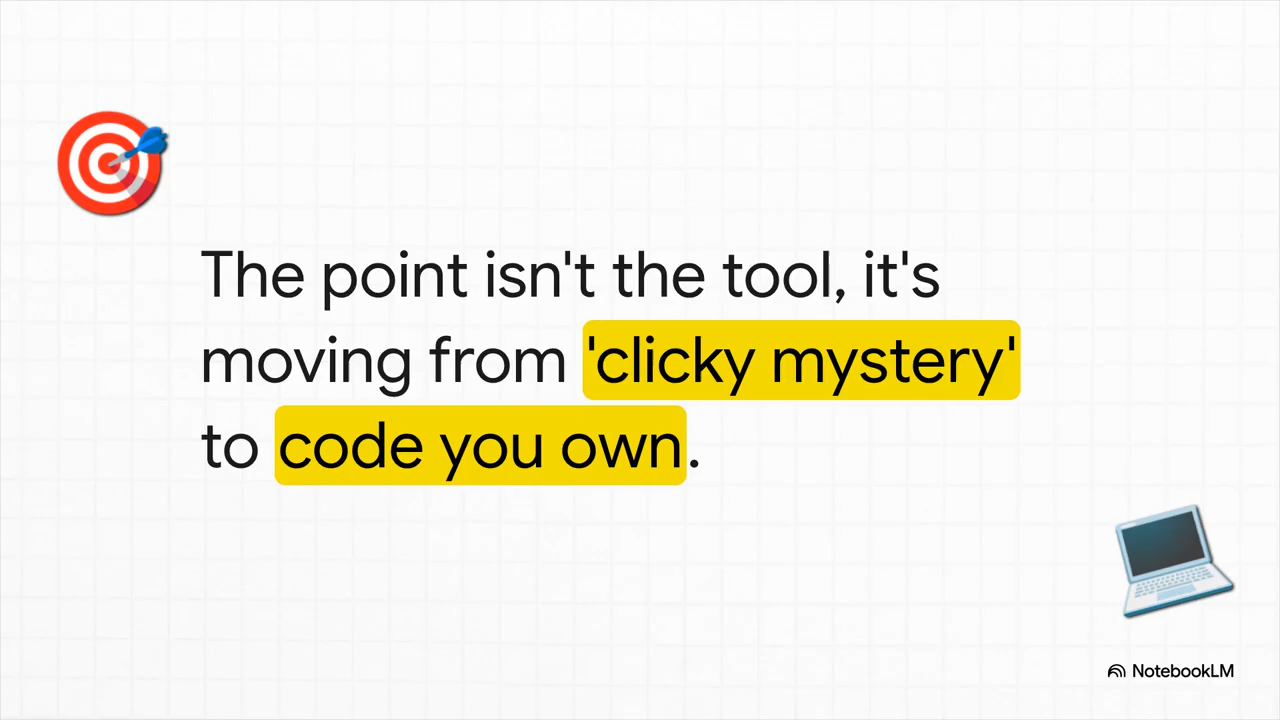 The point isn't the tool, it's
moving from 'clicky mystery'
to code you own.
NotebookLM